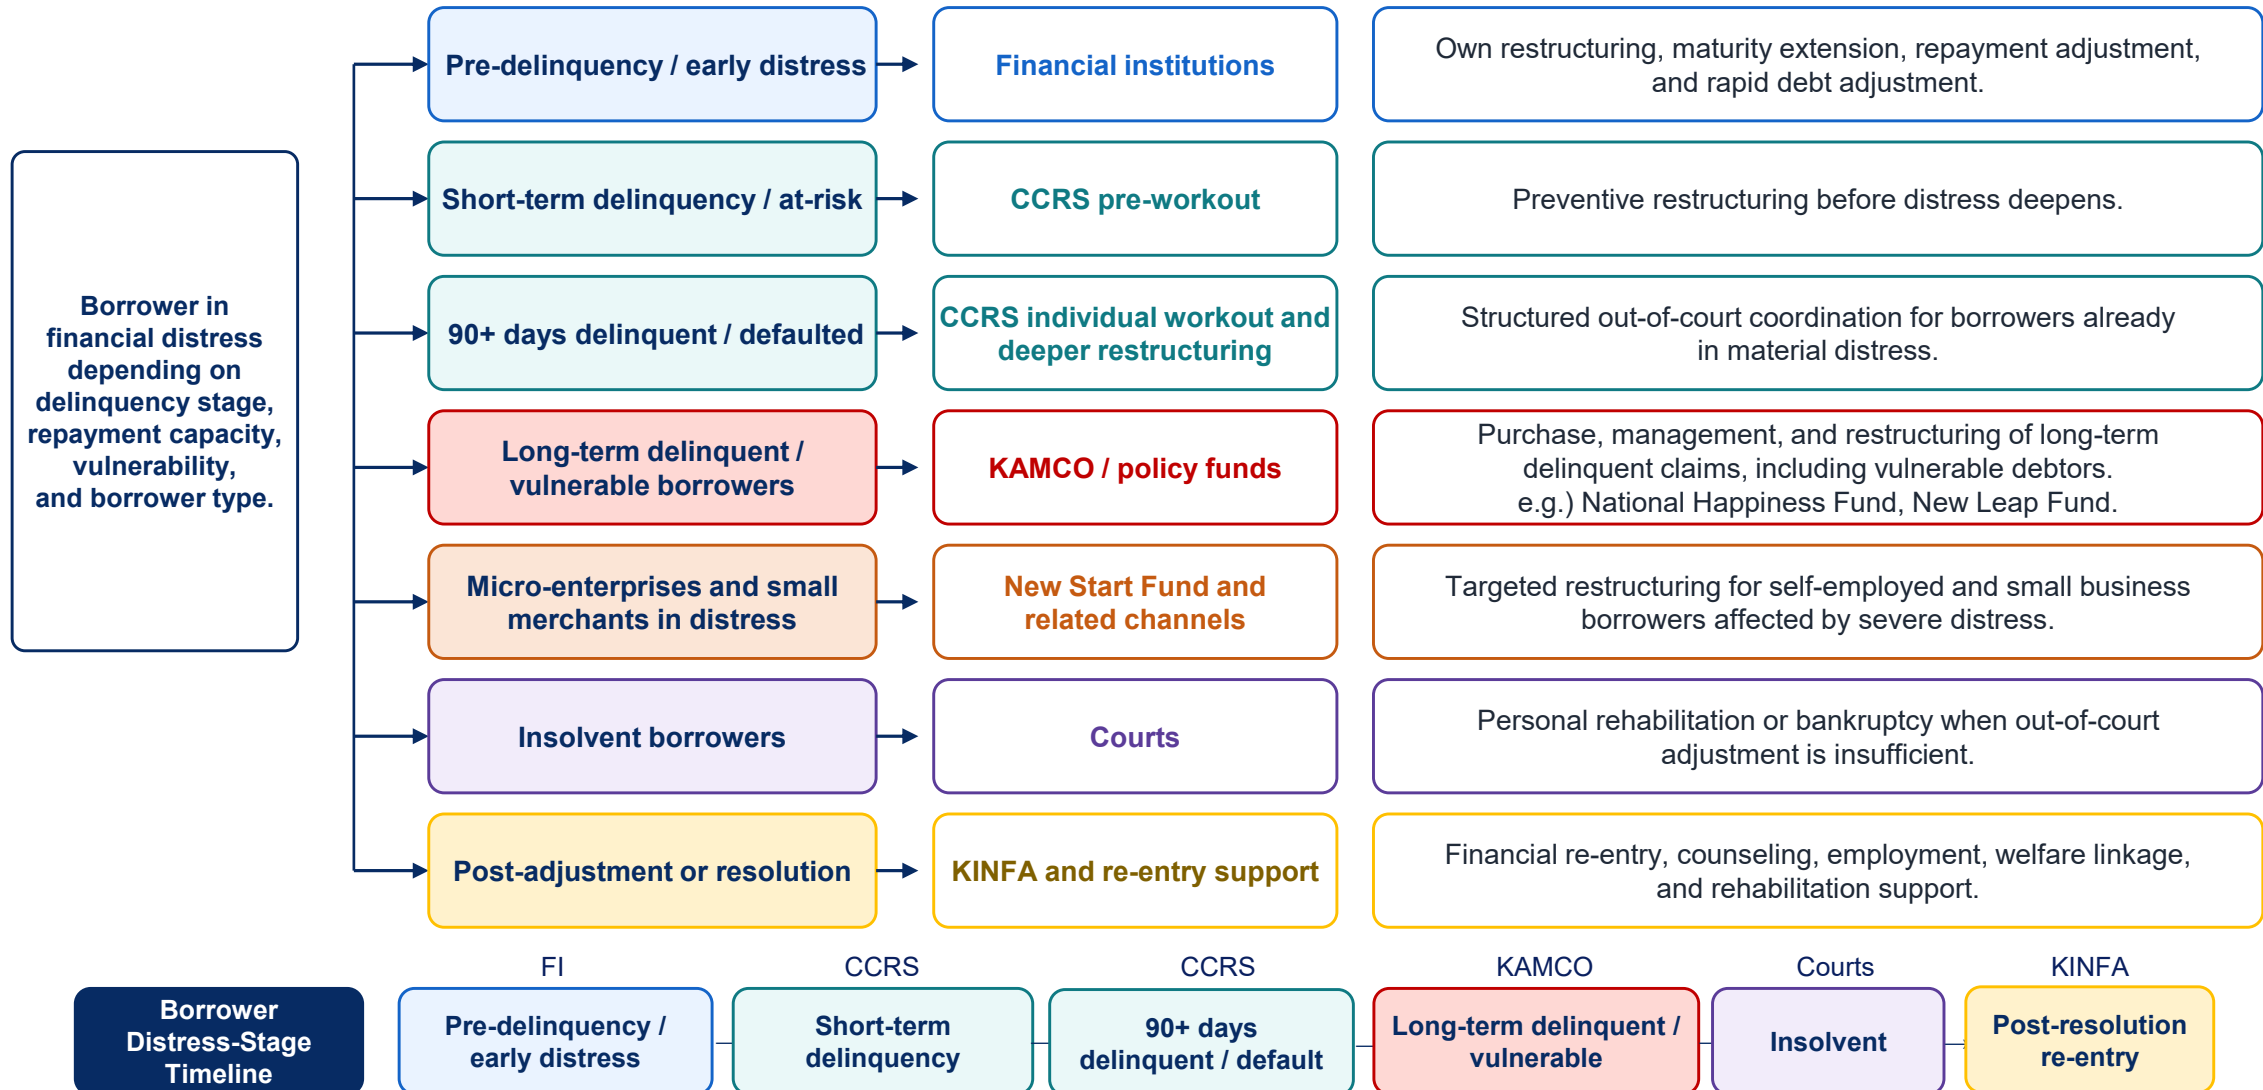 Borrower in
financial distress
depending on
delinquency stage,
repayment capacity,
vulnerability,
and borrower type.
Pre-delinquency / early distress
Financial institutions
Own restructuring, maturity extension, repayment adjustment,
and rapid debt adjustment.
Short-term delinquency / at-risk
CCRS pre-workout
Preventive restructuring before distress deepens.
90+ days delinquent / defaulted
CCRS individual workout and
deeper restructuring
Structured out-of-court coordination for borrowers already
in material distress.
Long-term delinquent /
vulnerable borrowers
KAMCO / policy funds
Purchase, management, and restructuring of long-term
delinquent claims, including vulnerable debtors.
e.g.) National Happiness Fund, New Leap Fund.
Micro-enterprises and small
merchants in distress
New Start Fund and
related channels
Targeted restructuring for self-employed and small business
borrowers affected by severe distress.
Insolvent borrowers
Courts
Personal rehabilitation or bankruptcy when out-of-court
adjustment is insufficient.
Post-adjustment or resolution
KINFA and re-entry support
Financial re-entry, counseling, employment, welfare linkage,
and rehabilitation support.
Borrower
Distress-Stage
Timeline
FI
Pre-delinquency /
early distress
CCRS
Short-term
delinquency
CCRS
90+ days
delinquent / default
KAMCO
Long-term delinquent /
vulnerable
Courts
Insolvent
KINFA
Post-resolution
re-entry